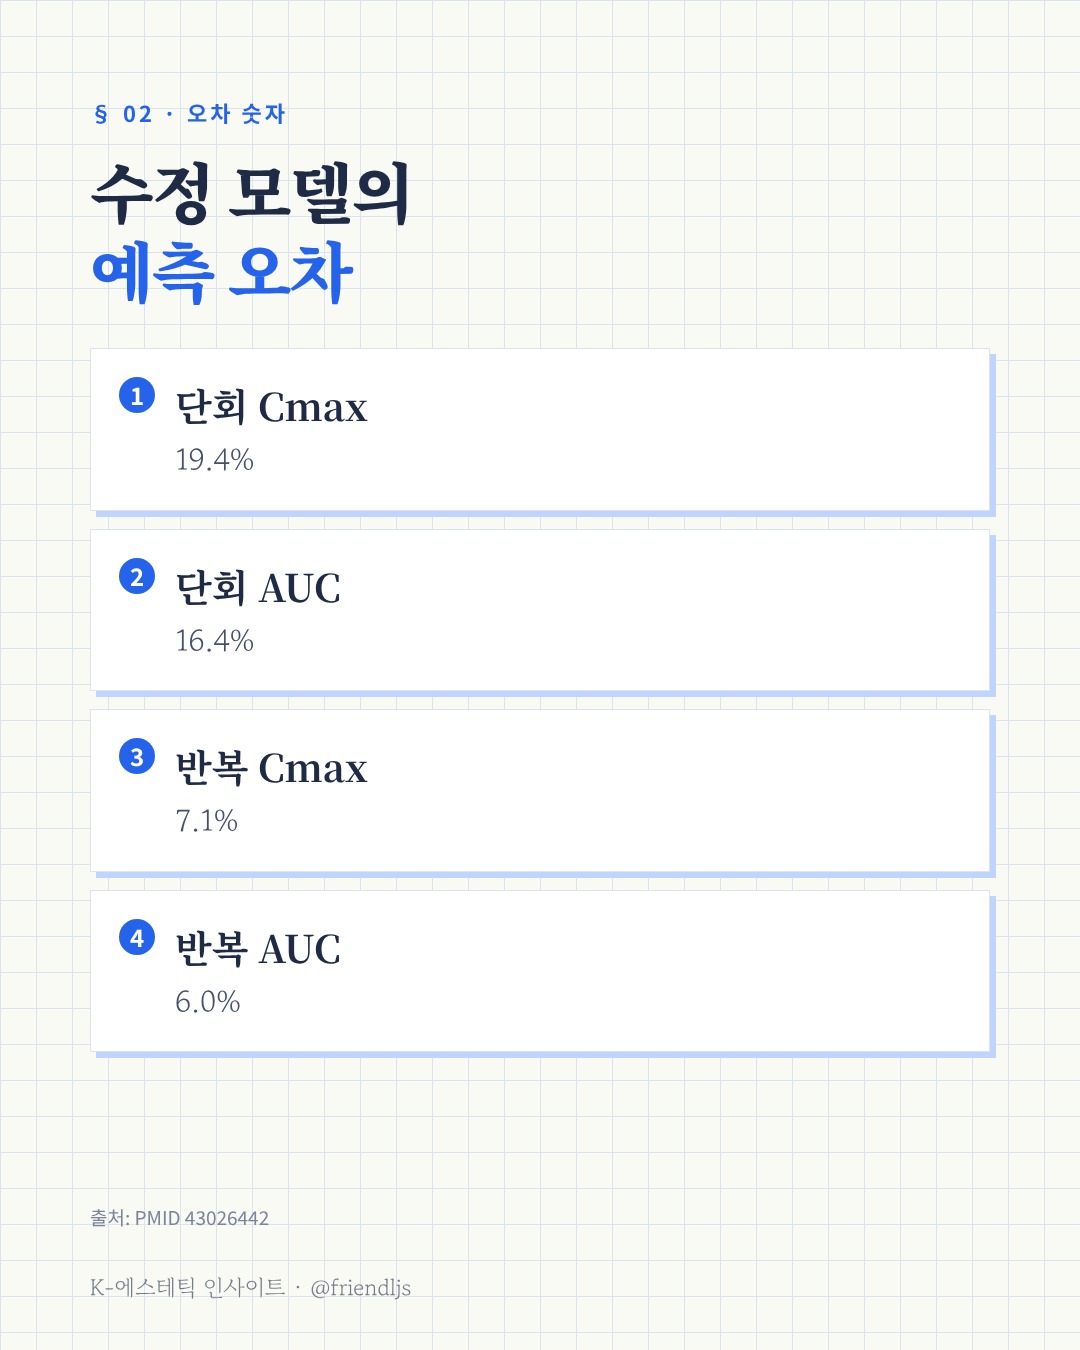 § 02 · 오차 숫자
수정 모델의
예측 오차
1 단회 Cmax
19.4%
2 단회 AUC
16.4%
3 반복 Cmax
7.1%
4 반복 AUC
6.0%
출처: PMID 43026442
K-에스테틱 인사이트 · @friendljs